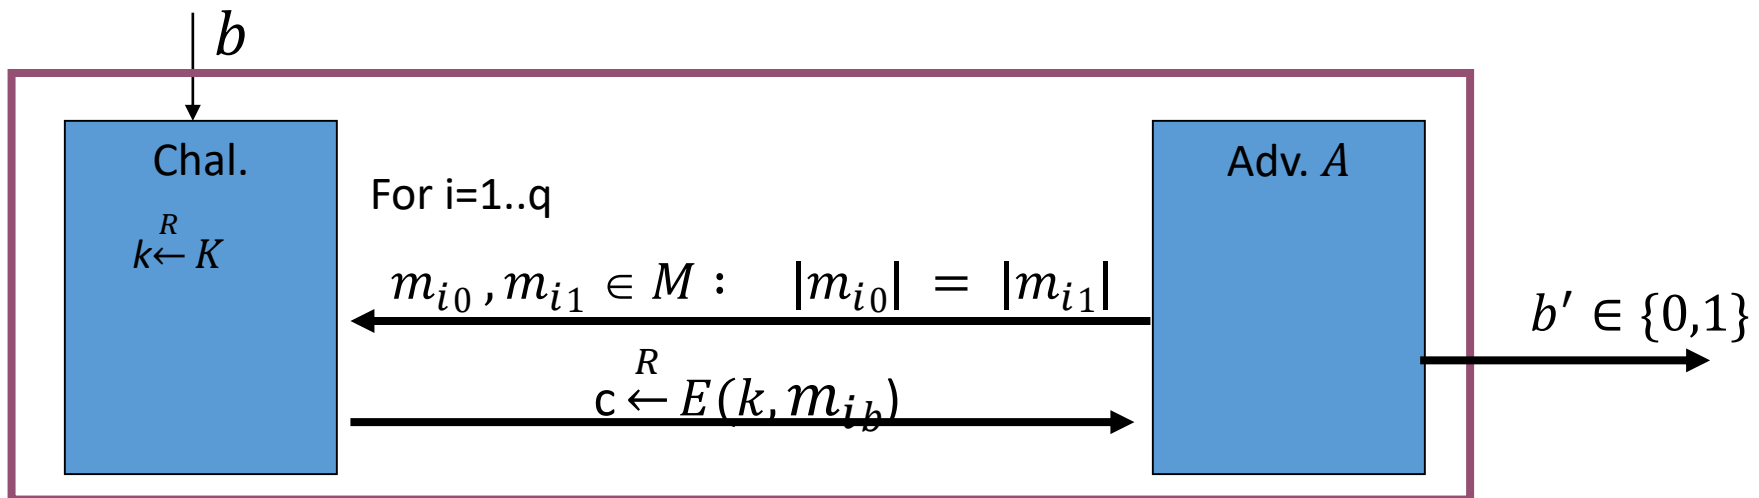 b
Chal.
k ←^R K
For i=1..q
m_{i0} , m_{i1} ∈ M : |m_{i0}| = |m_{i1}|
c ←^R E(k, m_{ib})
Adv. A
b′ ∈ {0,1}